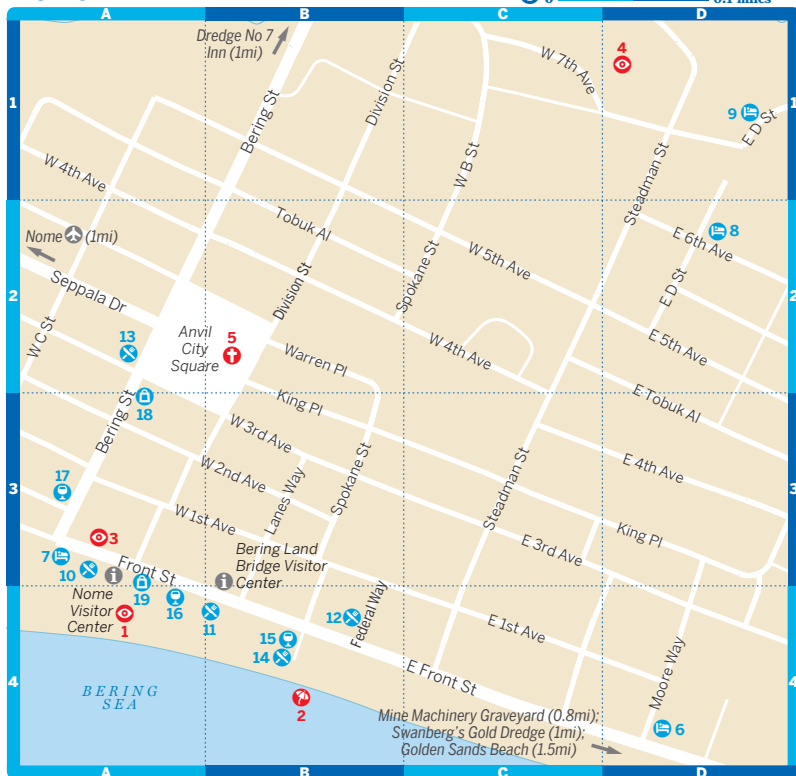 0 0.1 miles
A B C D
Dredge No 7
Inn (1mi)
4
W 7th Ave
1
1
9
E D St
Bering St
Division St
W B St
Steadman St
W 4th Ave
Tobuk Al
8
E 6th Ave
Nome (1mi)
W 5th Ave
Spokane St
Seppala Dr
2
2
Division St
E D St
W C St
13
Anvil
City
Square
5
Warren Pl
W 4th Ave
E 5th Ave
18
King Pl
E Tobuk Al
Bering St
W 3rd Ave
E 4th Ave
3
3
17
W 2nd Ave
Lanes Way
Spokane St
Steadman St
W 1st Ave
King Pl
3
E 3rd Ave
7
10
Front St
Bering Land
Bridge Visitor
Center
Nome
Visitor
Center
19
16
11
1
12
Federal Way
E 1st Ave
15
14
E Front St
Moore Way
4
4
BERING
SEA
2
6
Mine Machinery Graveyard (0.8mi);
Swanberg's Gold Dredge (1mi);
Golden Sands Beach (1.5mi)
A B C D